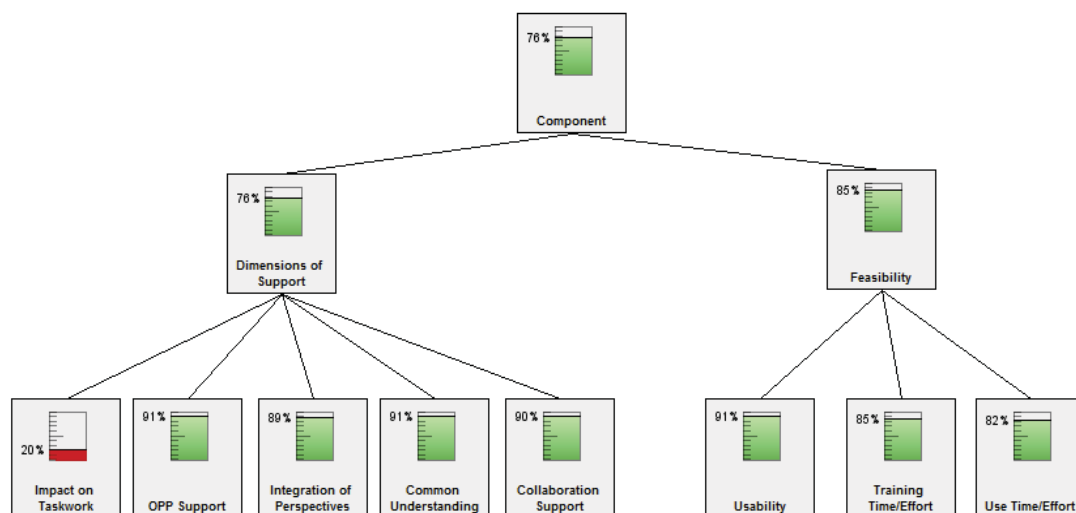 76%
Component
76%
Dimensions of
Support
85%
Feasibility
20%
Impact on
Taskwork
91%
OPP Support
89%
Integration of
Perspectives
91%
Common
Understanding
90%
Collaboration
Support
91%
Usability
85%
Training
Time/Effort
82%
Use Time/Effort